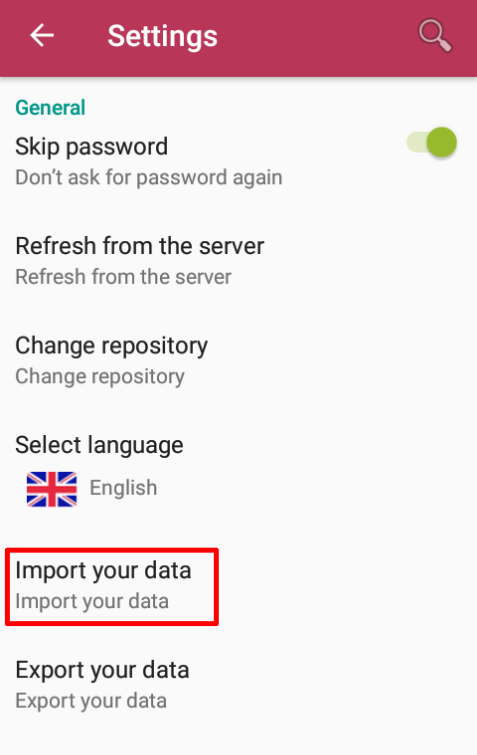 Settings
General
Skip password
Don't ask for password again
Refresh from the server
Refresh from the server
Change repository
Change repository
Select language
English
Import your data
Import your data
Export your data
Export your data